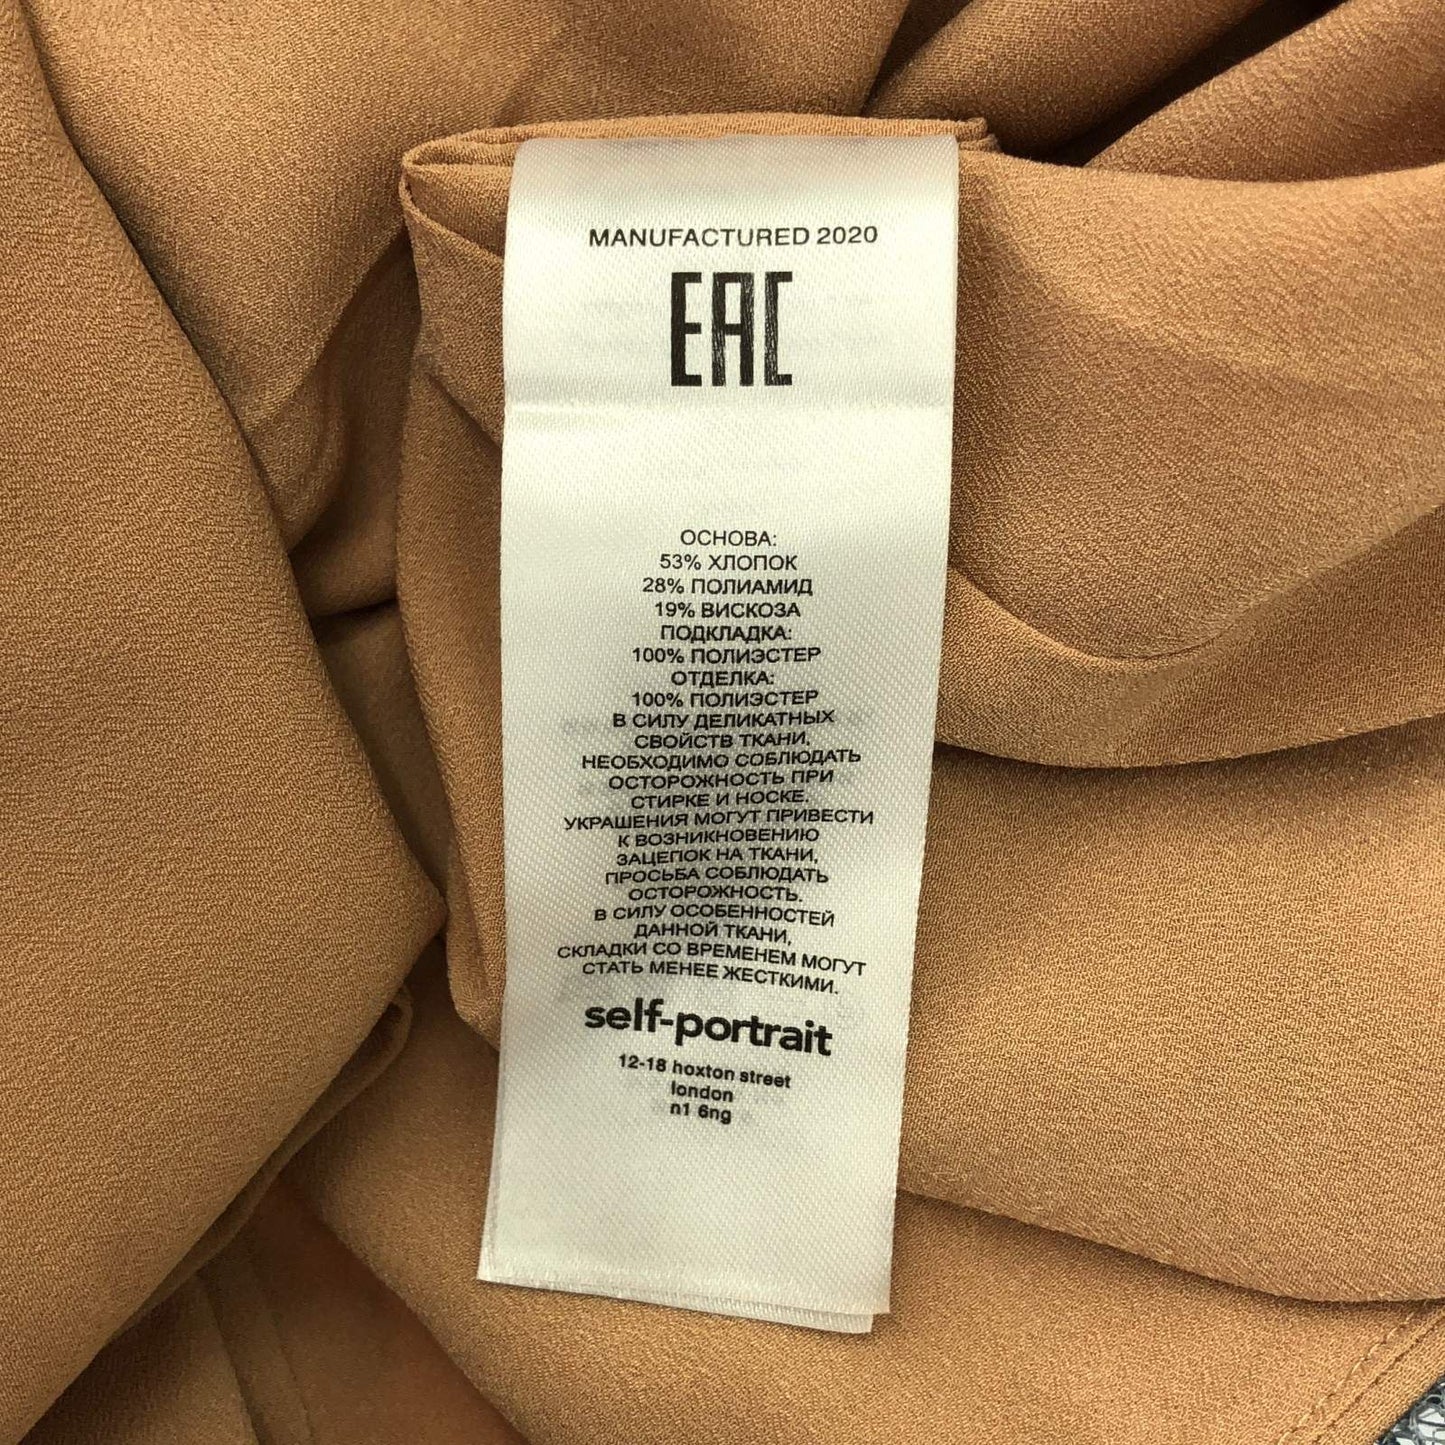 MANUFACTURED 2020
EAC
ОСНОВА:
53% ХЛОПОК
28% ПОЛИАМИД
19% ВИСКОЗА
ПОДКЛАДКА:
100% ПОЛИЭСТЕР
ОТДЕЛКА:
100% ПОЛИЭСТЕР
В СИЛУ ДЕЛИКАТНЫХ
СВОЙСТВ ТКАНИ,
НЕОБХОДИМО СОБЛЮДАТЬ
ОСТОРОЖНОСТЬ ПРИ
СТИРКЕ И НОСКЕ.
УКРАШЕНИЯ МОГУТ ПРИВЕСТИ
К ВОЗНИКНОВЕНИЮ
ЗАЦЕПОК НА ТКАНИ,
ПРОСЬБА СОБЛЮДАТЬ
ОСТОРОЖНОСТЬ.
В СИЛУ ОСОБЕННОСТЕЙ
ДАННОЙ ТКАНИ,
СКЛАДКИ СО ВРЕМЕНЕМ МОГУТ
СТАТЬ МЕНЕЕ ЖЕСТКИМИ.
self-portrait
12-18 hoxton street
london
n1 6ng